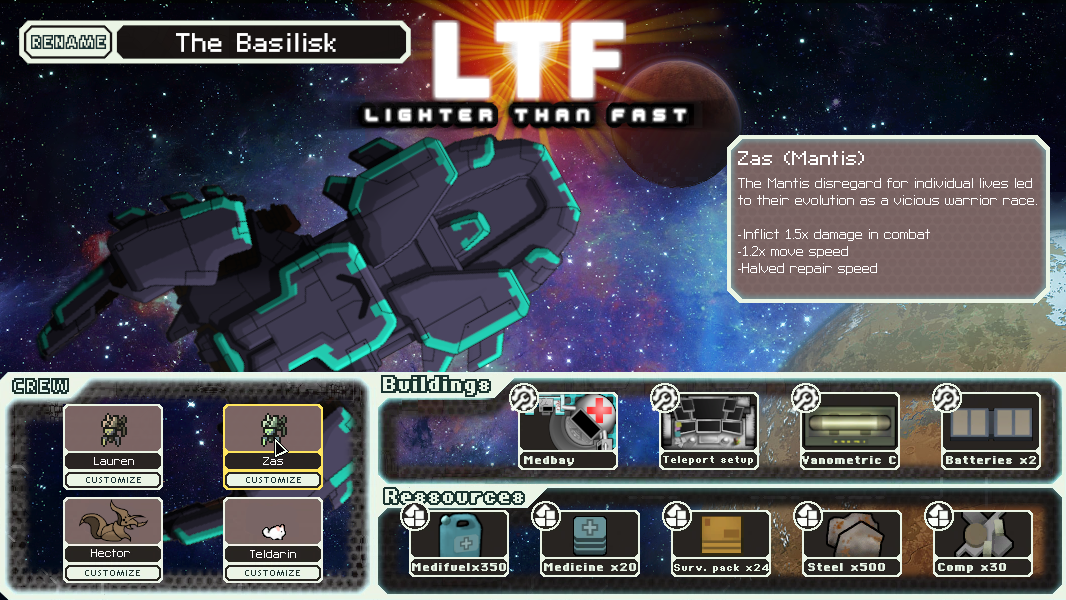 RENAME
The Basilisk
LTF
LIGHTER THAN FAST
Zas (Mantis)
The Mantis disregard for individual lives led
to their evolution as a vicious warrior race.
-Inflict 1.5x damage in combat
-1.2x move speed
-Halved repair speed
CREW
Lauren
CUSTOMIZE
Zas
CUSTOMIZE
Hector
CUSTOMIZE
Teldarin
CUSTOMIZE
Buildings
Medbay
Teleport setup
Vanometric C
Batteries x2
Ressources
Medifuelx350
Medicine x20
Surv. pack x24
Steel x500
Comp x30